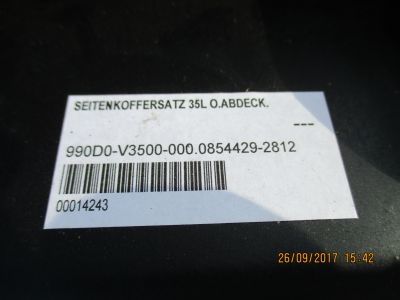 SEITENKOFFERSATZ 35L O.ABDECK.
---
990D0-V3500-000.0854429-2812
00014243
26/09/2017 15:42